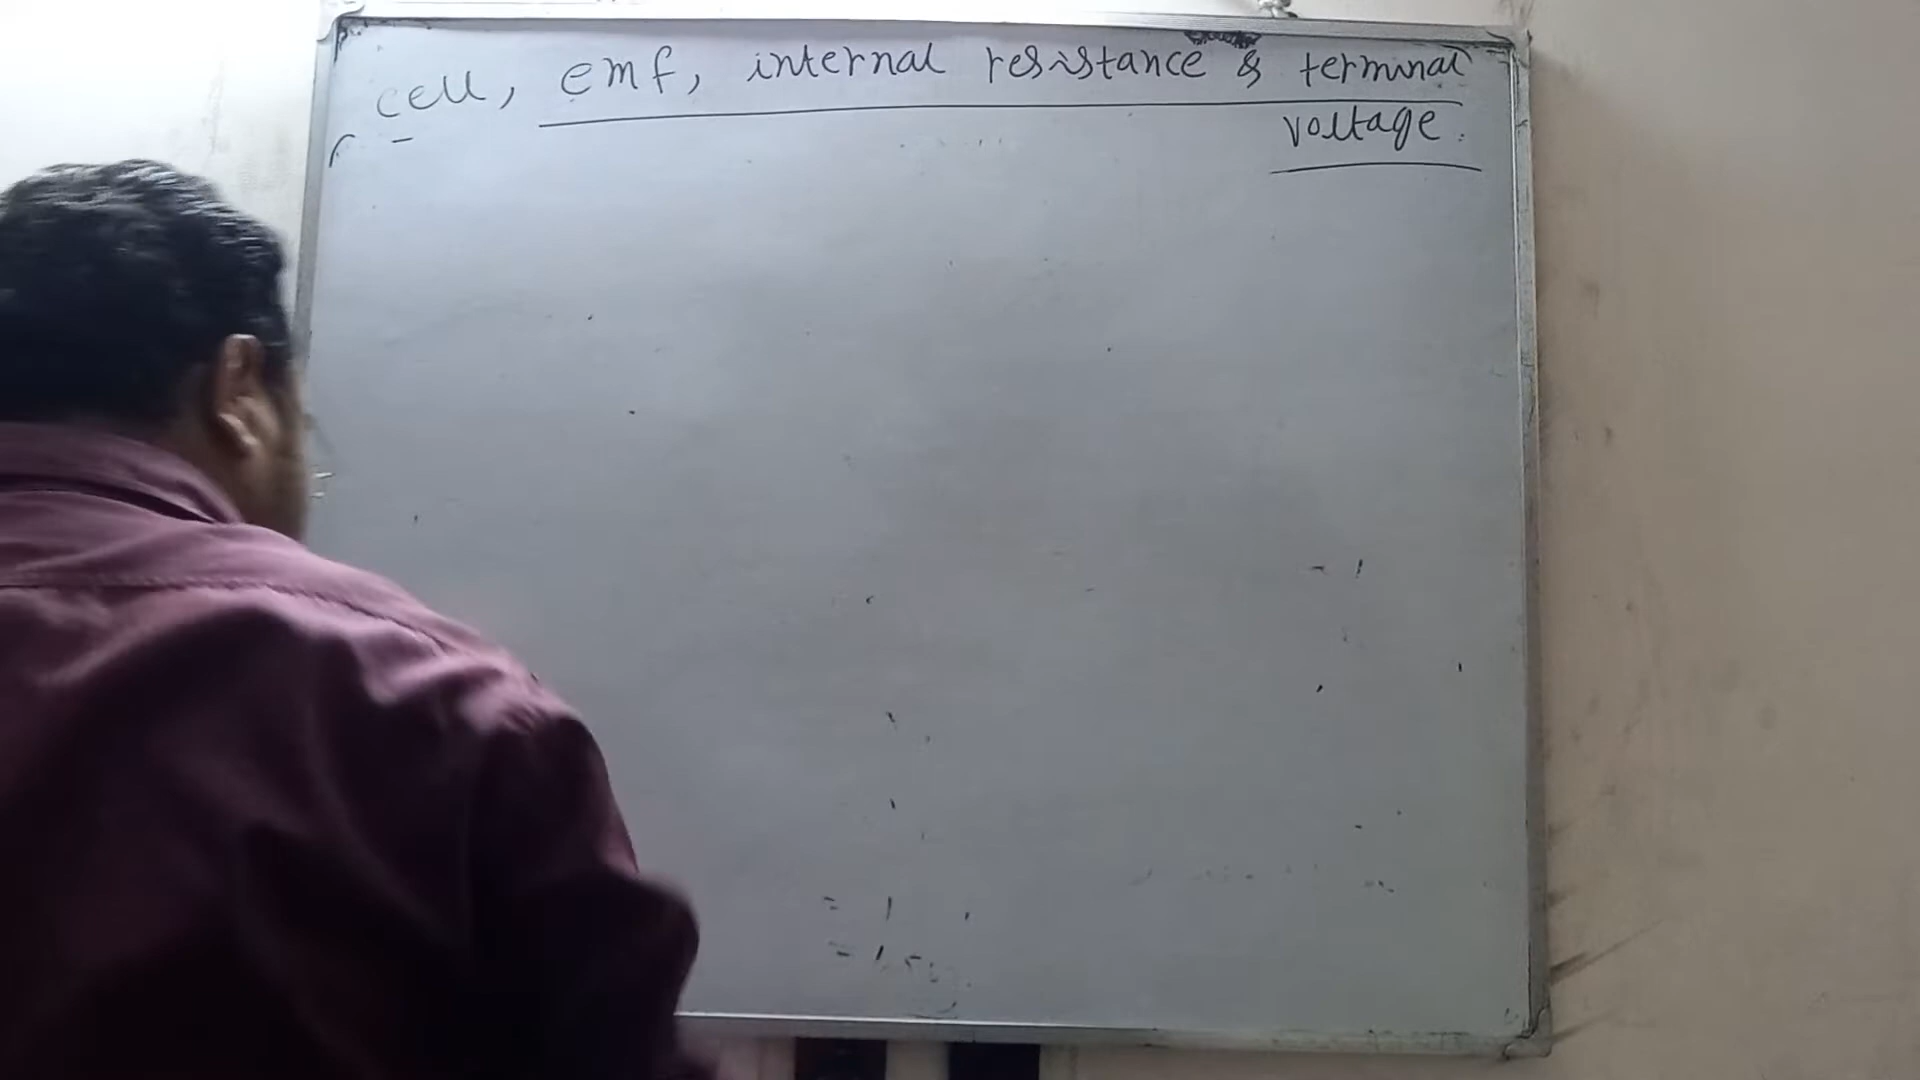 cell, emf, internal resistance & terminal
voltage.